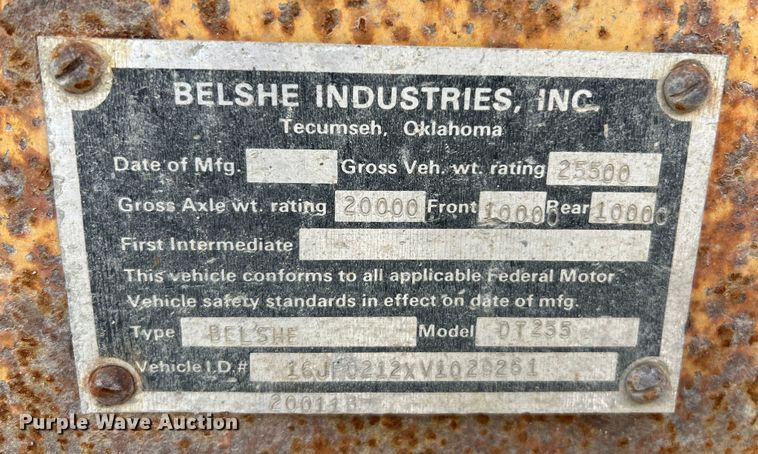 BELSHE INDUSTRIES, INC.
Tecumseh, Oklahoma
Date of Mfg. Gross Veh. wt. rating 25500
Gross Axle wt. rating 20000 Front 10000 Rear 10000
First Intermediate
This vehicle conforms to all applicable Federal Motor
Vehicle safety standards in effect on date of mfg.
Type BELSHE Model DT255
Vehicle I.D.#
Purple Wave Auction